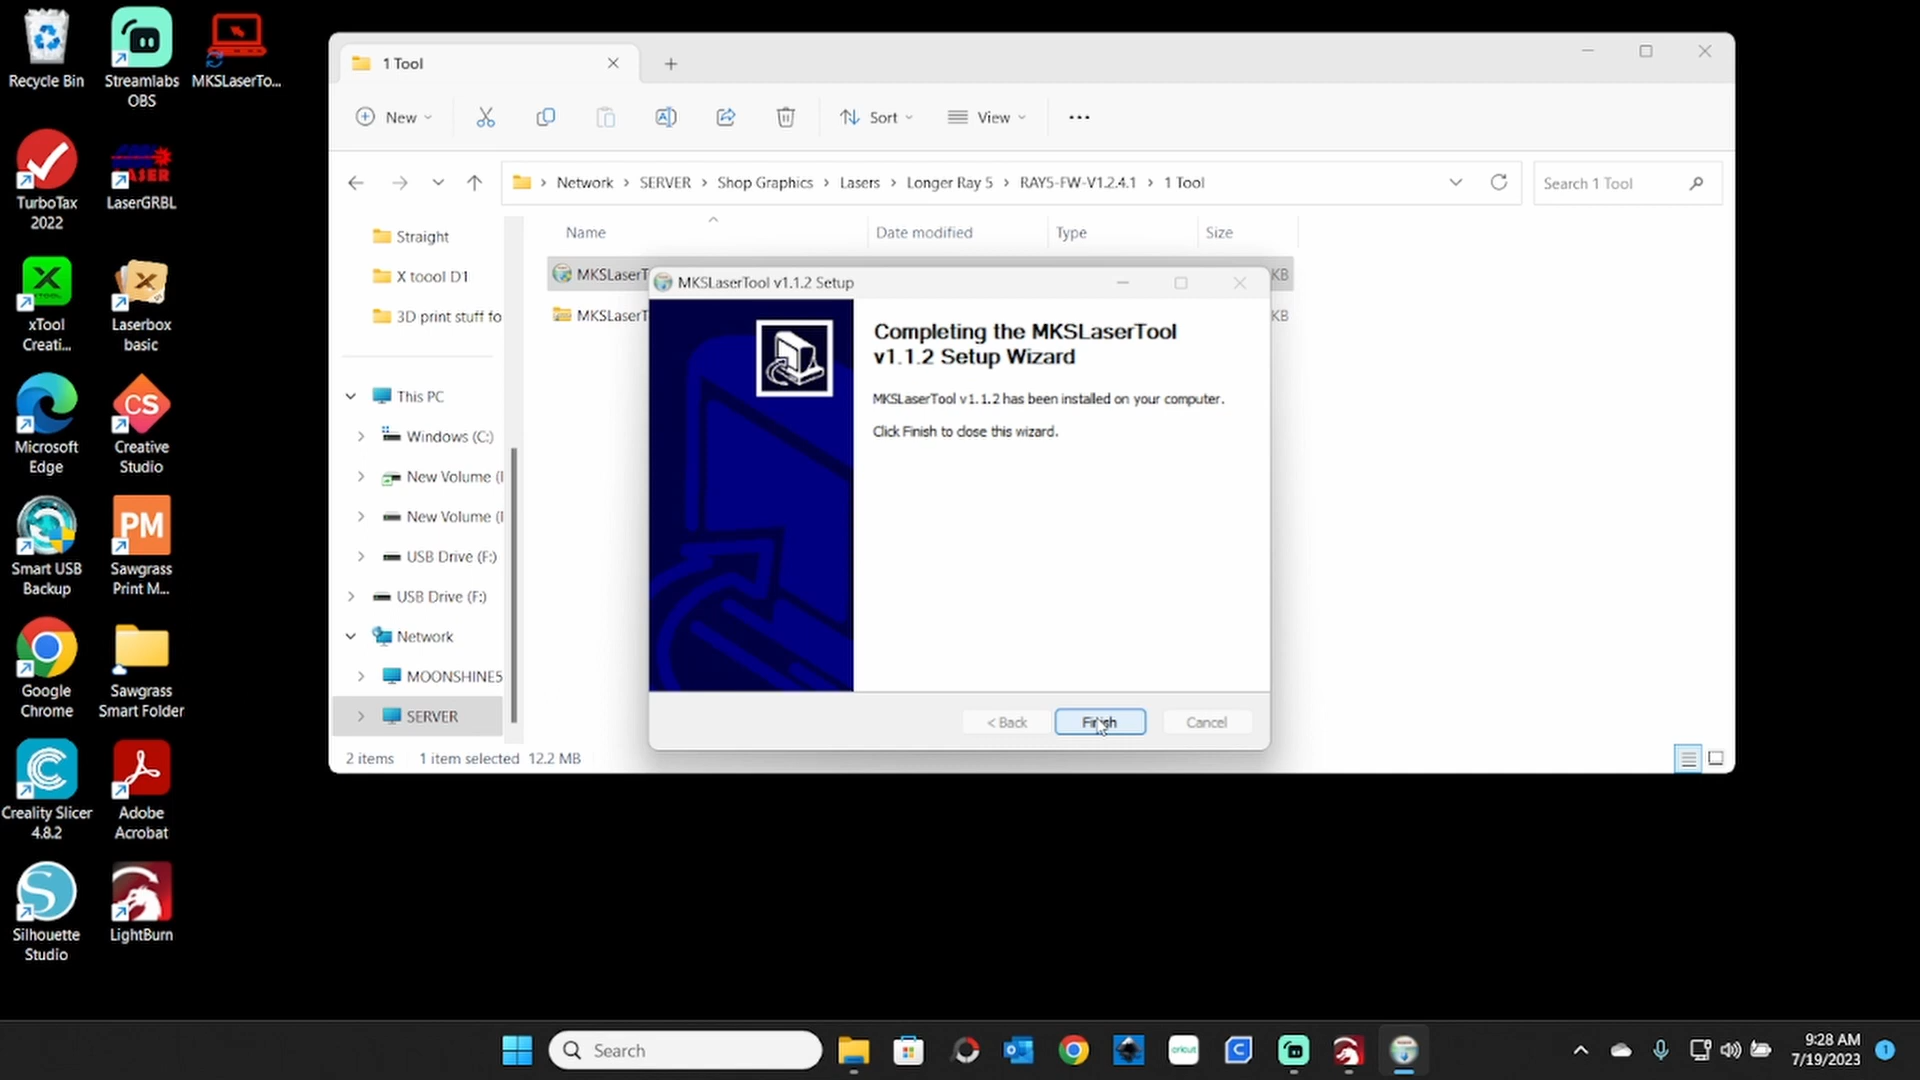 Recycle Bin
Streamlabs
OBS
MKSLaserTo...
TurboTax
2022
LASER
LaserGRBL
xTool
Creati...
Laserbox
basic
Microsoft
Edge
CS
Creative
Studio
Smart USB
Backup
PM
Sawgrass
Print M...
Google
Chrome
Sawgrass
Smart Folder
Creality Slicer
4.8.2
Adobe
Acrobat
Silhouette
Studio
LightBurn
1 Tool
New
Sort
View
Network
SERVER
Shop Graphics
Lasers
Longer Ray 5
RAY5-FW-V1.2.4.1
1 Tool
Search 1 Tool
Straight
X toool D1
3D print stuff fo
This PC
Windows (C:)
New Volume (
New Volume (
USB Drive (F:)
USB Drive (F:)
Network
MOONSHINE5
SERVER
Name
Date modified
Type
Size
MKSLaserT
KB
MKSLaserT
KB
MKSLaserTool v1.1.2 Setup
Completing the MKSLaserTool
v1.1.2 Setup Wizard
MKSLaserTool v1.1.2 has been installed on your computer.
Click Finish to close this wizard.
< Back
Finish
Cancel
2 items
1 item selected 12.2 MB
Search
cricut
9:28 AM
7/19/2023
1